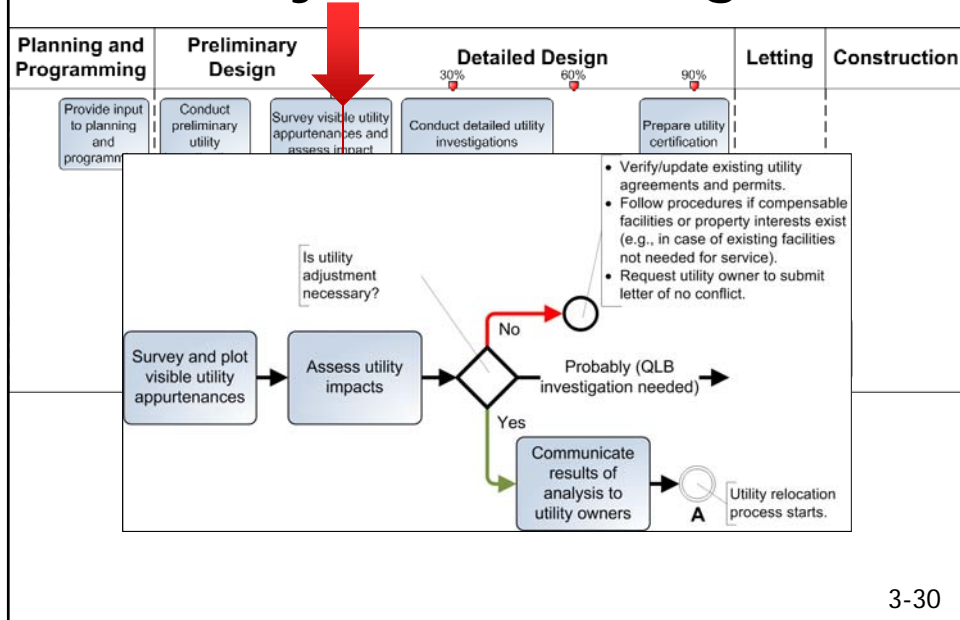 Planning and
Programming
Preliminary
Design
Detailed Design
30%
60%
90%
Letting
Construction
Provide input
to planning
and
Conduct
preliminary
utility
Survey visible utility
appurtenances and
assess impact
Conduct detailed utility
investigations
Prepare utility
certification
• Verify/update existing utility
agreements and permits.
• Follow procedures if compensable
facilities or property interests exist
(e.g., in case of existing facilities
not needed for service).
• Request utility owner to submit
letter of no conflict.
Is utility
adjustment
necessary?
No
Survey and plot
visible utility
appurtenances
Assess utility
impacts
Probably (QLB
investigation needed)
Yes
Communicate
results of
analysis to
utility owners
A
Utility relocation
process starts.
3-30